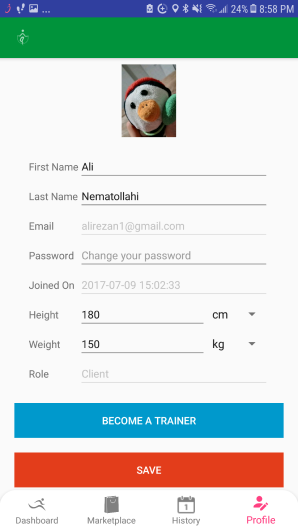 ... 24% 8:58 PM
First Name Ali
Last Name Nematollahi
Email alirezan1@gmail.com
Password Change your password
Joined On 2017-07-09 15:02:33
Height 180 cm
Weight 150 kg
Role Client
BECOME A TRAINER
SAVE
1
Dashboard Marketplace History Profile